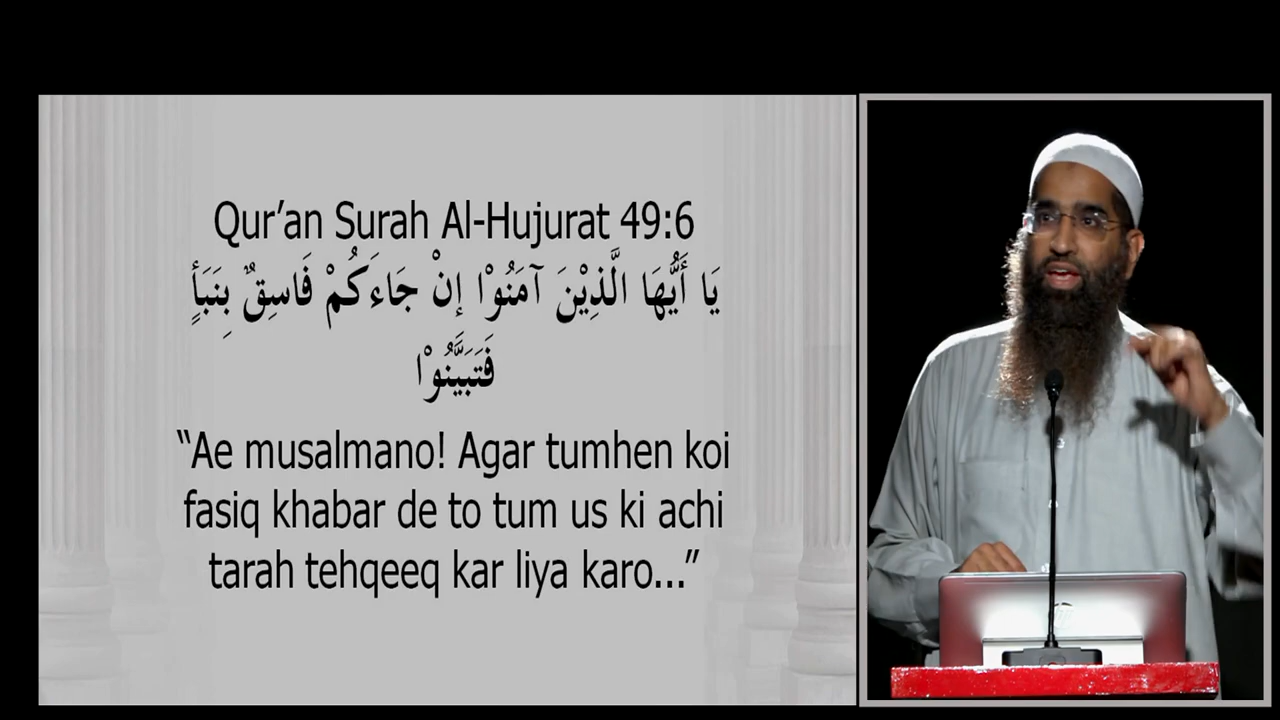 Qur’an Surah Al-Hujurat 49:6
يَا أَيُّهَا الَّذِيْنَ آمَنُوْا إِنْ جَاءَكُمْ فَاسِقٌ بِنَبَأٍ
فَتَبَيَّنُوْا
“Ae musalmano! Agar tumhen koi
fasiq khabar de to tum us ki achi
tarah tehqeeq kar liya karo...”
hp